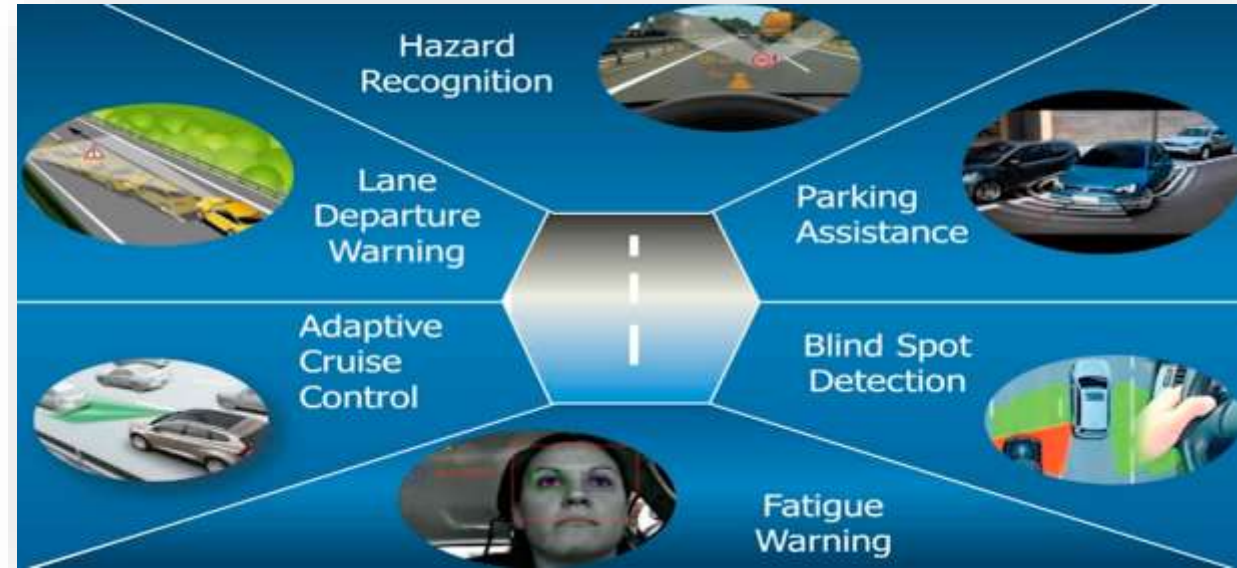 Hazard
Recognition
Lane
Departure
Warning
Parking
Assistance
Adaptive
Cruise
Control
Blind Spot
Detection
Fatigue
Warning